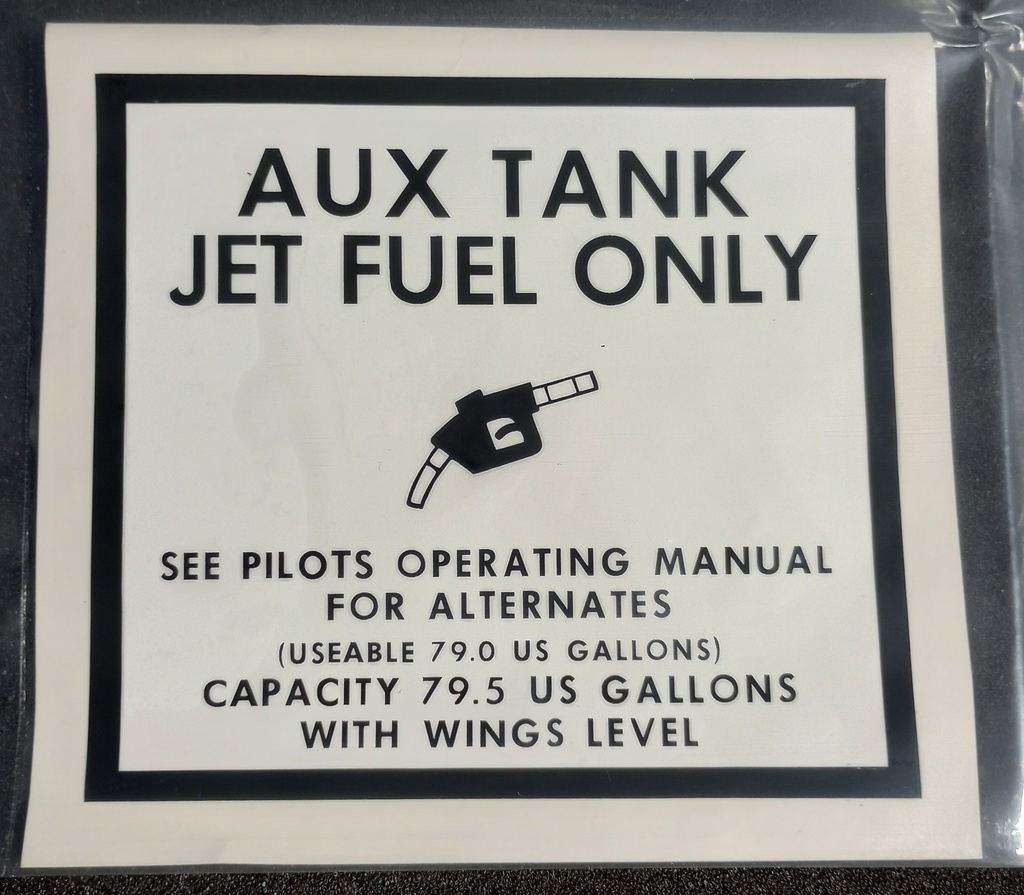 AUX TANK
JET FUEL ONLY
SEE PILOTS OPERATING MANUAL
FOR ALTERNATES
(USEABLE 79.0 US GALLONS)
CAPACITY 79.5 US GALLONS
WITH WINGS LEVEL